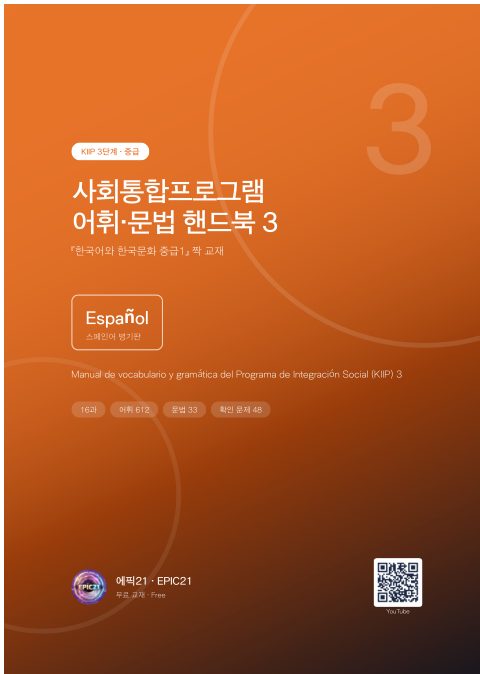 3
KIIP 3단계 · 중급
사회통합프로그램
어휘·문법 핸드북 3
『한국어와 한국문화 중급1』 짝 교재
Español
스페인어 병기판
Manual de vocabulario y gramática del Programa de Integración Social (KIIP) 3
16과 어휘 612 문법 33 확인 문제 48
EPIC21
에픽21 · EPIC21
무료 교재 · Free
YouTube